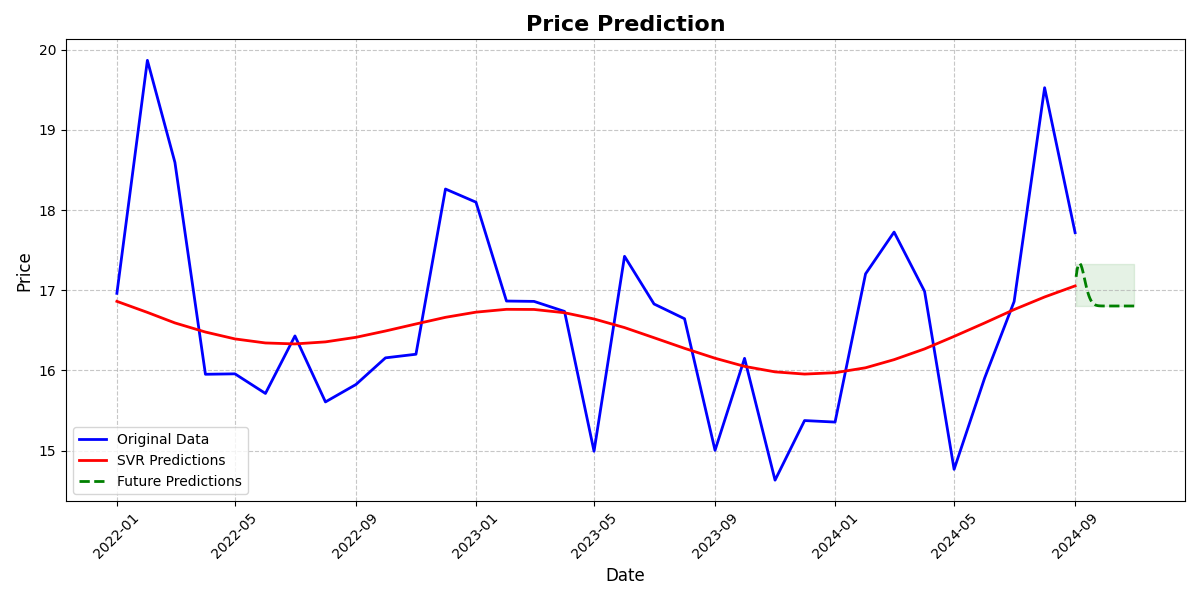 Price Prediction
Price
20
19
18
17
16
15
Original Data
SVR Predictions
Future Predictions
2022-01
2022-05
2022-09
2023-01
2023-05
2023-09
2024-01
2024-05
2024-09
Date